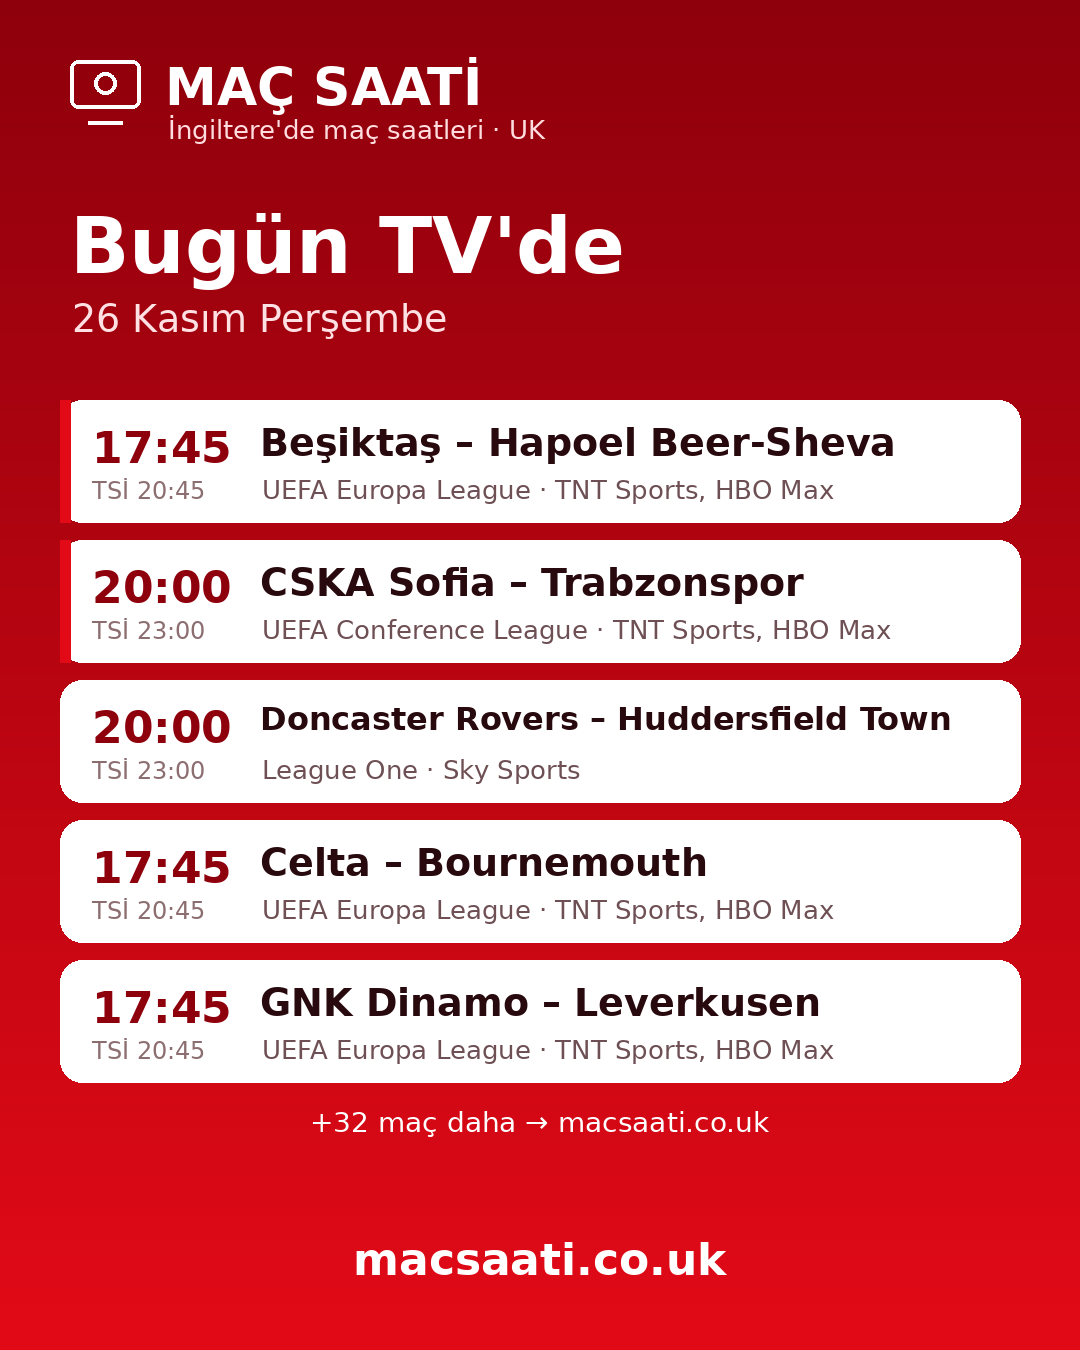 MAÇ SAATİ
İngiltere'de maç saatleri · UK
Bugün TV'de
26 Kasım Perşembe
17:45 Beşiktaş – Hapoel Beer-Sheva
TSİ 20:45 UEFA Europa League · TNT Sports, HBO Max
20:00 CSKA Sofia – Trabzonspor
TSİ 23:00 UEFA Conference League · TNT Sports, HBO Max
20:00 Doncaster Rovers – Huddersfield Town
TSİ 23:00 League One · Sky Sports
17:45 Celta – Bournemouth
TSİ 20:45 UEFA Europa League · TNT Sports, HBO Max
17:45 GNK Dinamo – Leverkusen
TSİ 20:45 UEFA Europa League · TNT Sports, HBO Max
+32 maç daha → macsaati.co.uk
macsaati.co.uk